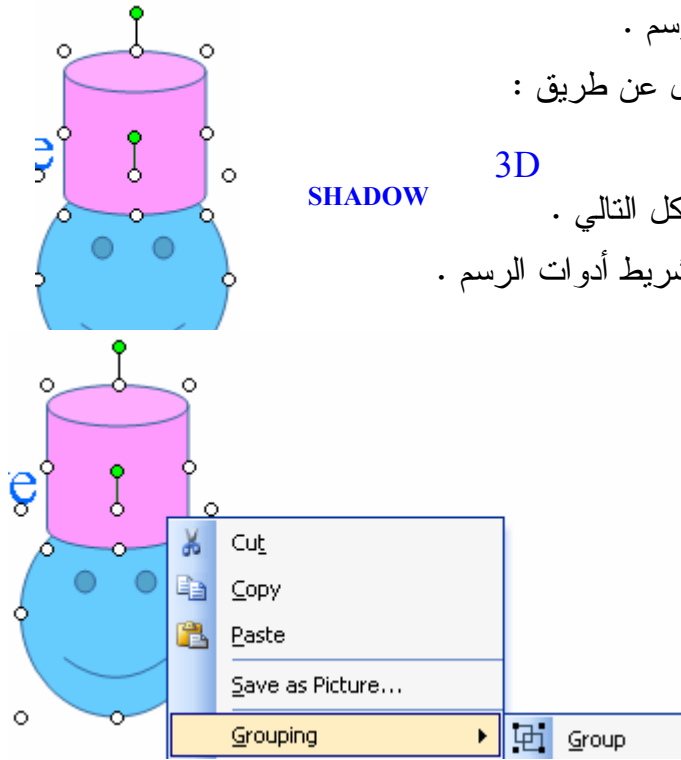 . رسم
عن طريق :
3D
SHADOW
كل التالي .
شريط أدوات الرسم .
e
Cut
Copy
Paste
Save as Picture...
Grouping
Group